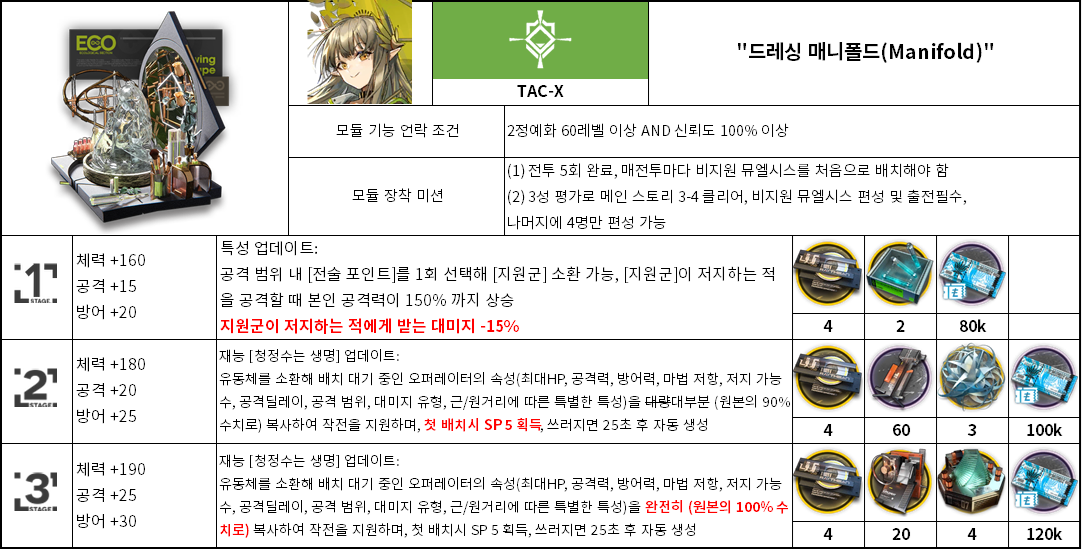 ECO
wing
type
TAC-X
"드레싱 매니폴드(Manifold)"
모듈 기능 언락 조건
2정예화 60레벨 이상 AND 신뢰도 100% 이상
모듈 장착 미션
(1) 전투 5회 완료, 매전투마다 비지원 뮤엘시스를 처음으로 배치해야 함
(2) 3성 평가로 메인 스토리 3-4 클리어, 비지원 뮤엘시스 편성 및 출전필수,
나머지에 4명만 편성 가능
1
STAGE.
체력 +160
공격 +15
방어 +20
특성 업데이트:
공격 범위 내 [전술 포인트]를 1회 선택해 [지원군] 소환 가능, [지원군]이 저지하는 적
을 공격할 때 본인 공격력이 150% 까지 상승
지원군이 저지하는 적에게 받는 대미지 -15%
4
2
80k
2
STAGE.
체력 +180
공격 +20
방어 +25
재능 [청정수는 생명] 업데이트:
유동체를 소환해 배치 대기 중인 오퍼레이터의 속성(최대HP, 공격력, 방어력, 마법 저항, 저지 가능
수, 공격딜레이, 공격 범위, 대미지 유형, 근/원거리에 따른 특별한 특성)을 대량대부분 (원본의 90%
수치로) 복사하여 작전을 지원하며, 첫 배치시 SP 5 획득, 쓰러지면 25초 후 자동 생성
4
60
3
100k
3
STAGE.
체력 +190
공격 +25
방어 +30
재능 [청정수는 생명] 업데이트:
유동체를 소환해 배치 대기 중인 오퍼레이터의 속성(최대HP, 공격력, 방어력, 마법 저항, 저지 가능
수, 공격딜레이, 공격 범위, 대미지 유형, 근/원거리에 따른 특별한 특성)을 완전히 (원본의 100% 수
치로) 복사하여 작전을 지원하며, 첫 배치시 SP 5 획득, 쓰러지면 25초 후 자동 생성
4
20
4
120k